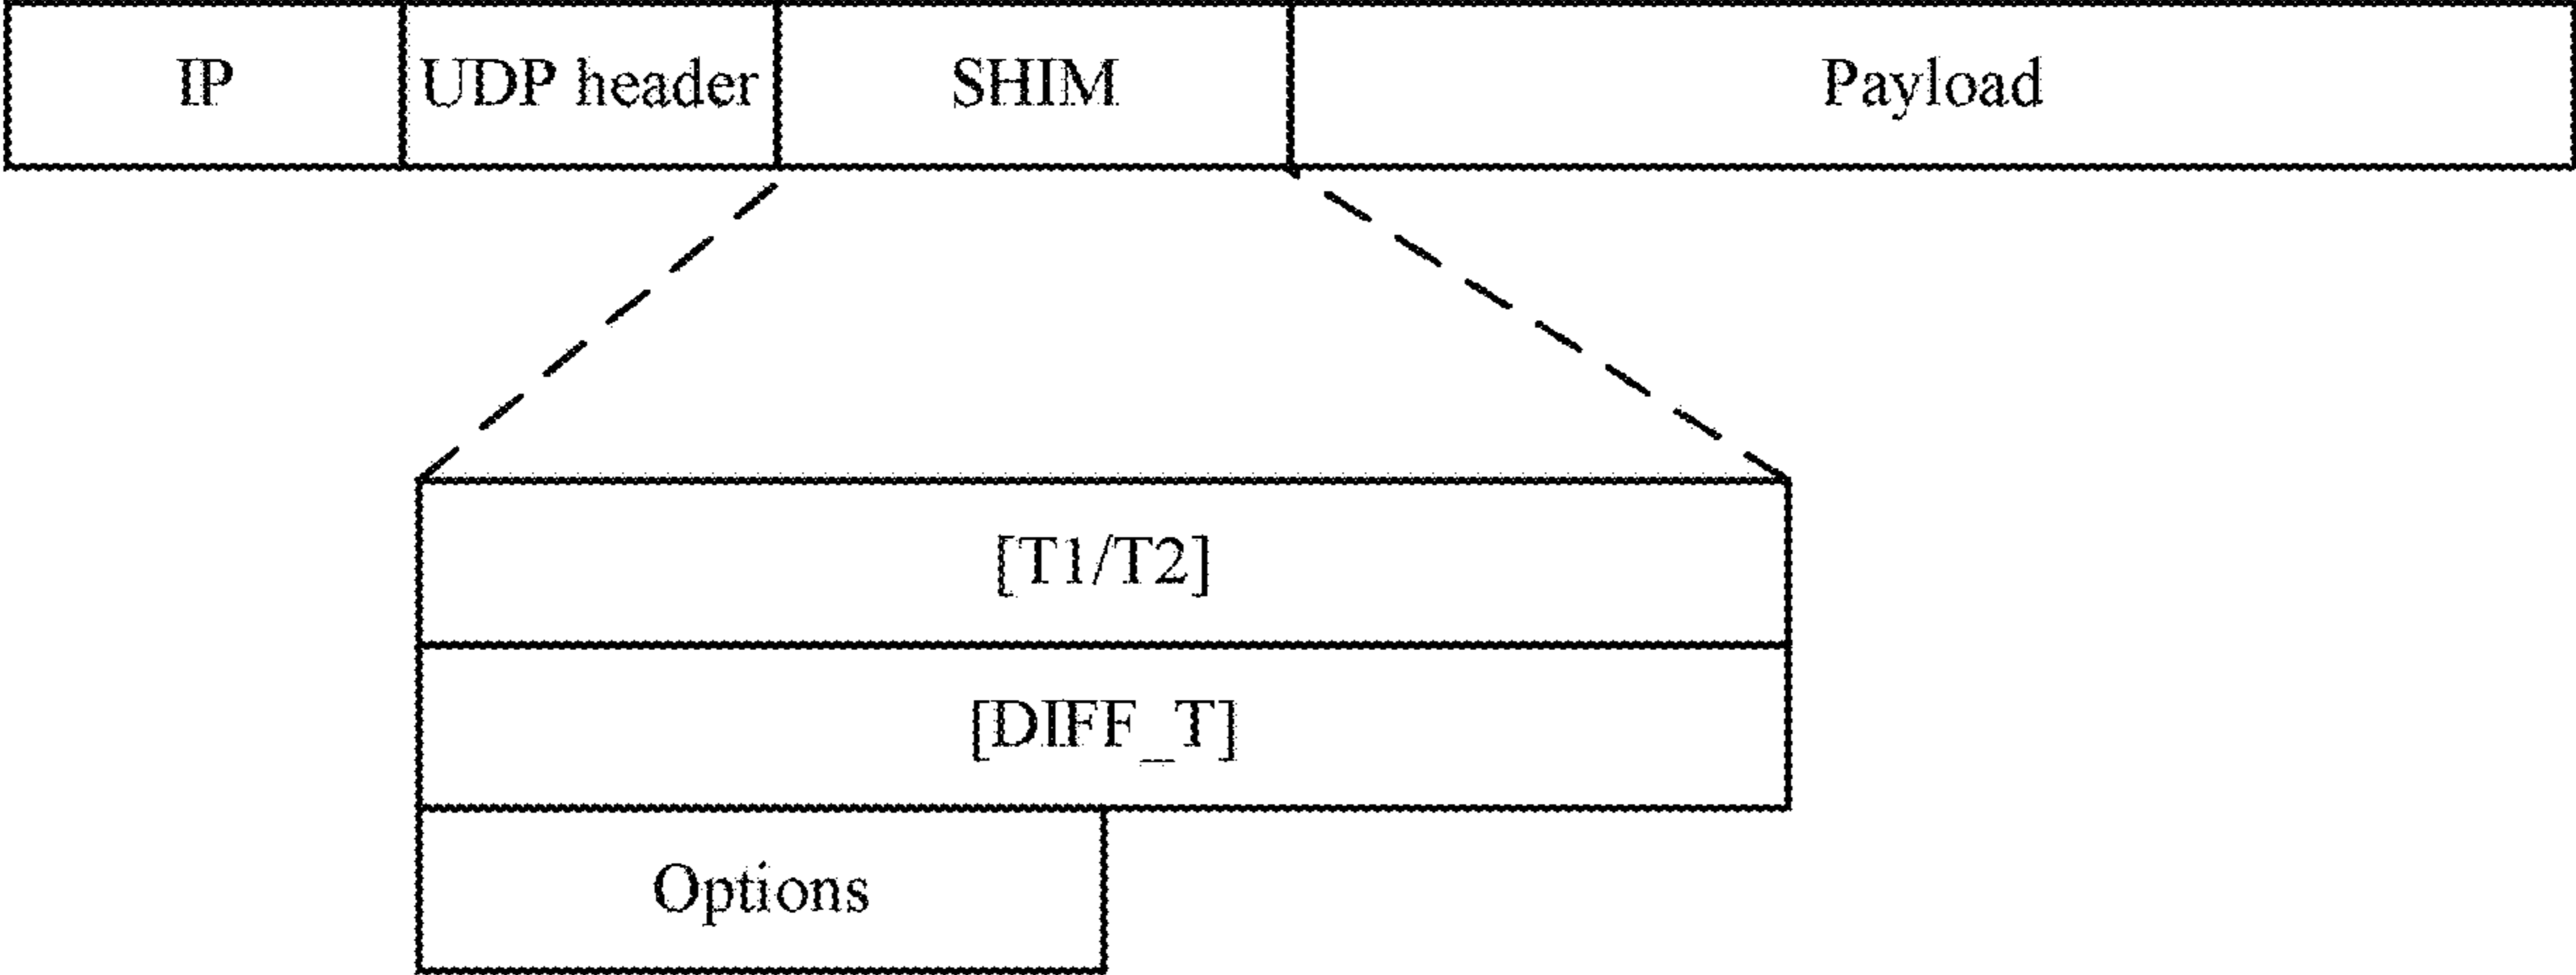 IP UDP header SHIM Payload
[T1/T2]
[DIFF_T]
Options